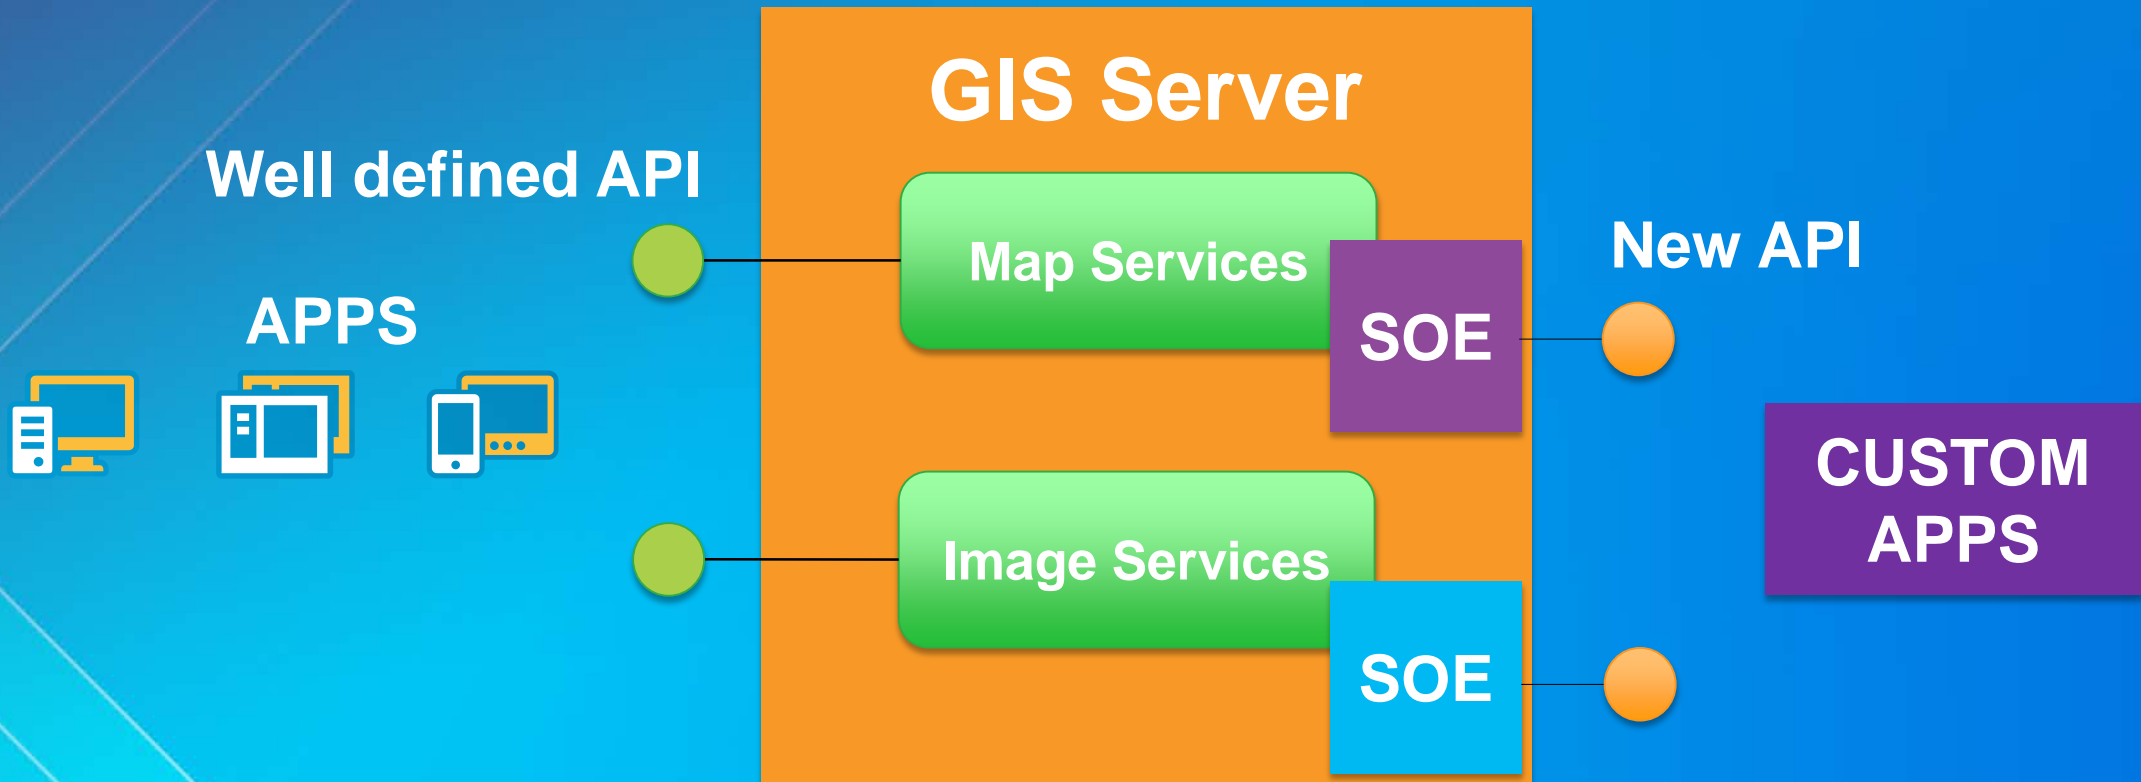 GIS Server
Well defined API
APPS
Map Services
SOE
New API
CUSTOM
APPS
Image Services
SOE